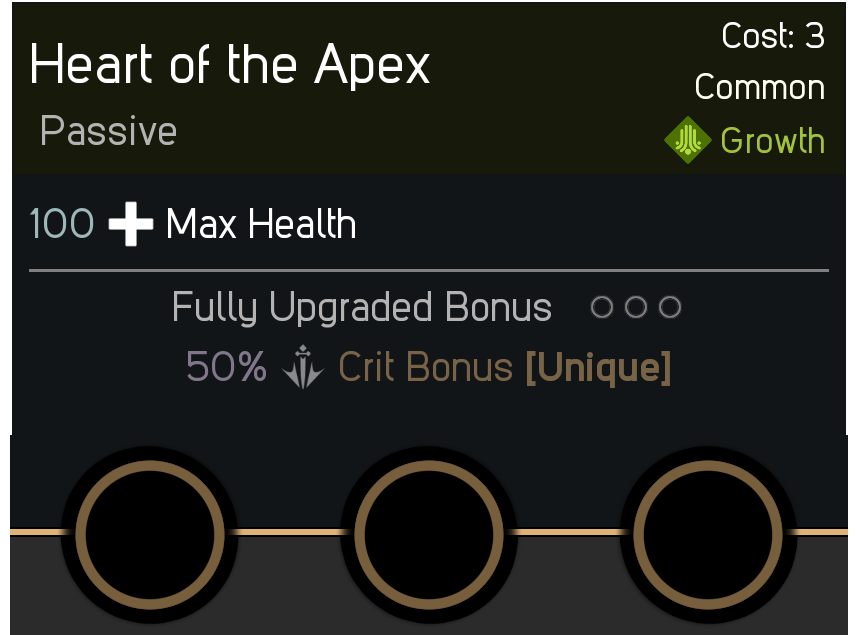 Heart of the Apex
Cost: 3
Common
Passive
Growth
100 Max Health
Fully Upgraded Bonus
50% Crit Bonus [Unique]